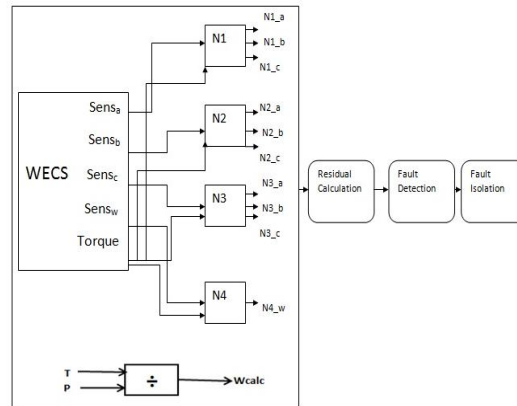 WECS
Sensa
Sensb
Sensc
Sensw
Torque
N1
N1_a
N1_b
N1_c
N2
N2_a
N2_b
N2_c
N3
N3_a
N3_b
N3_c
N4
N4_w
T
P
÷
Wcalc
Residual
Calculation
Fault
Detection
Fault
Isolation